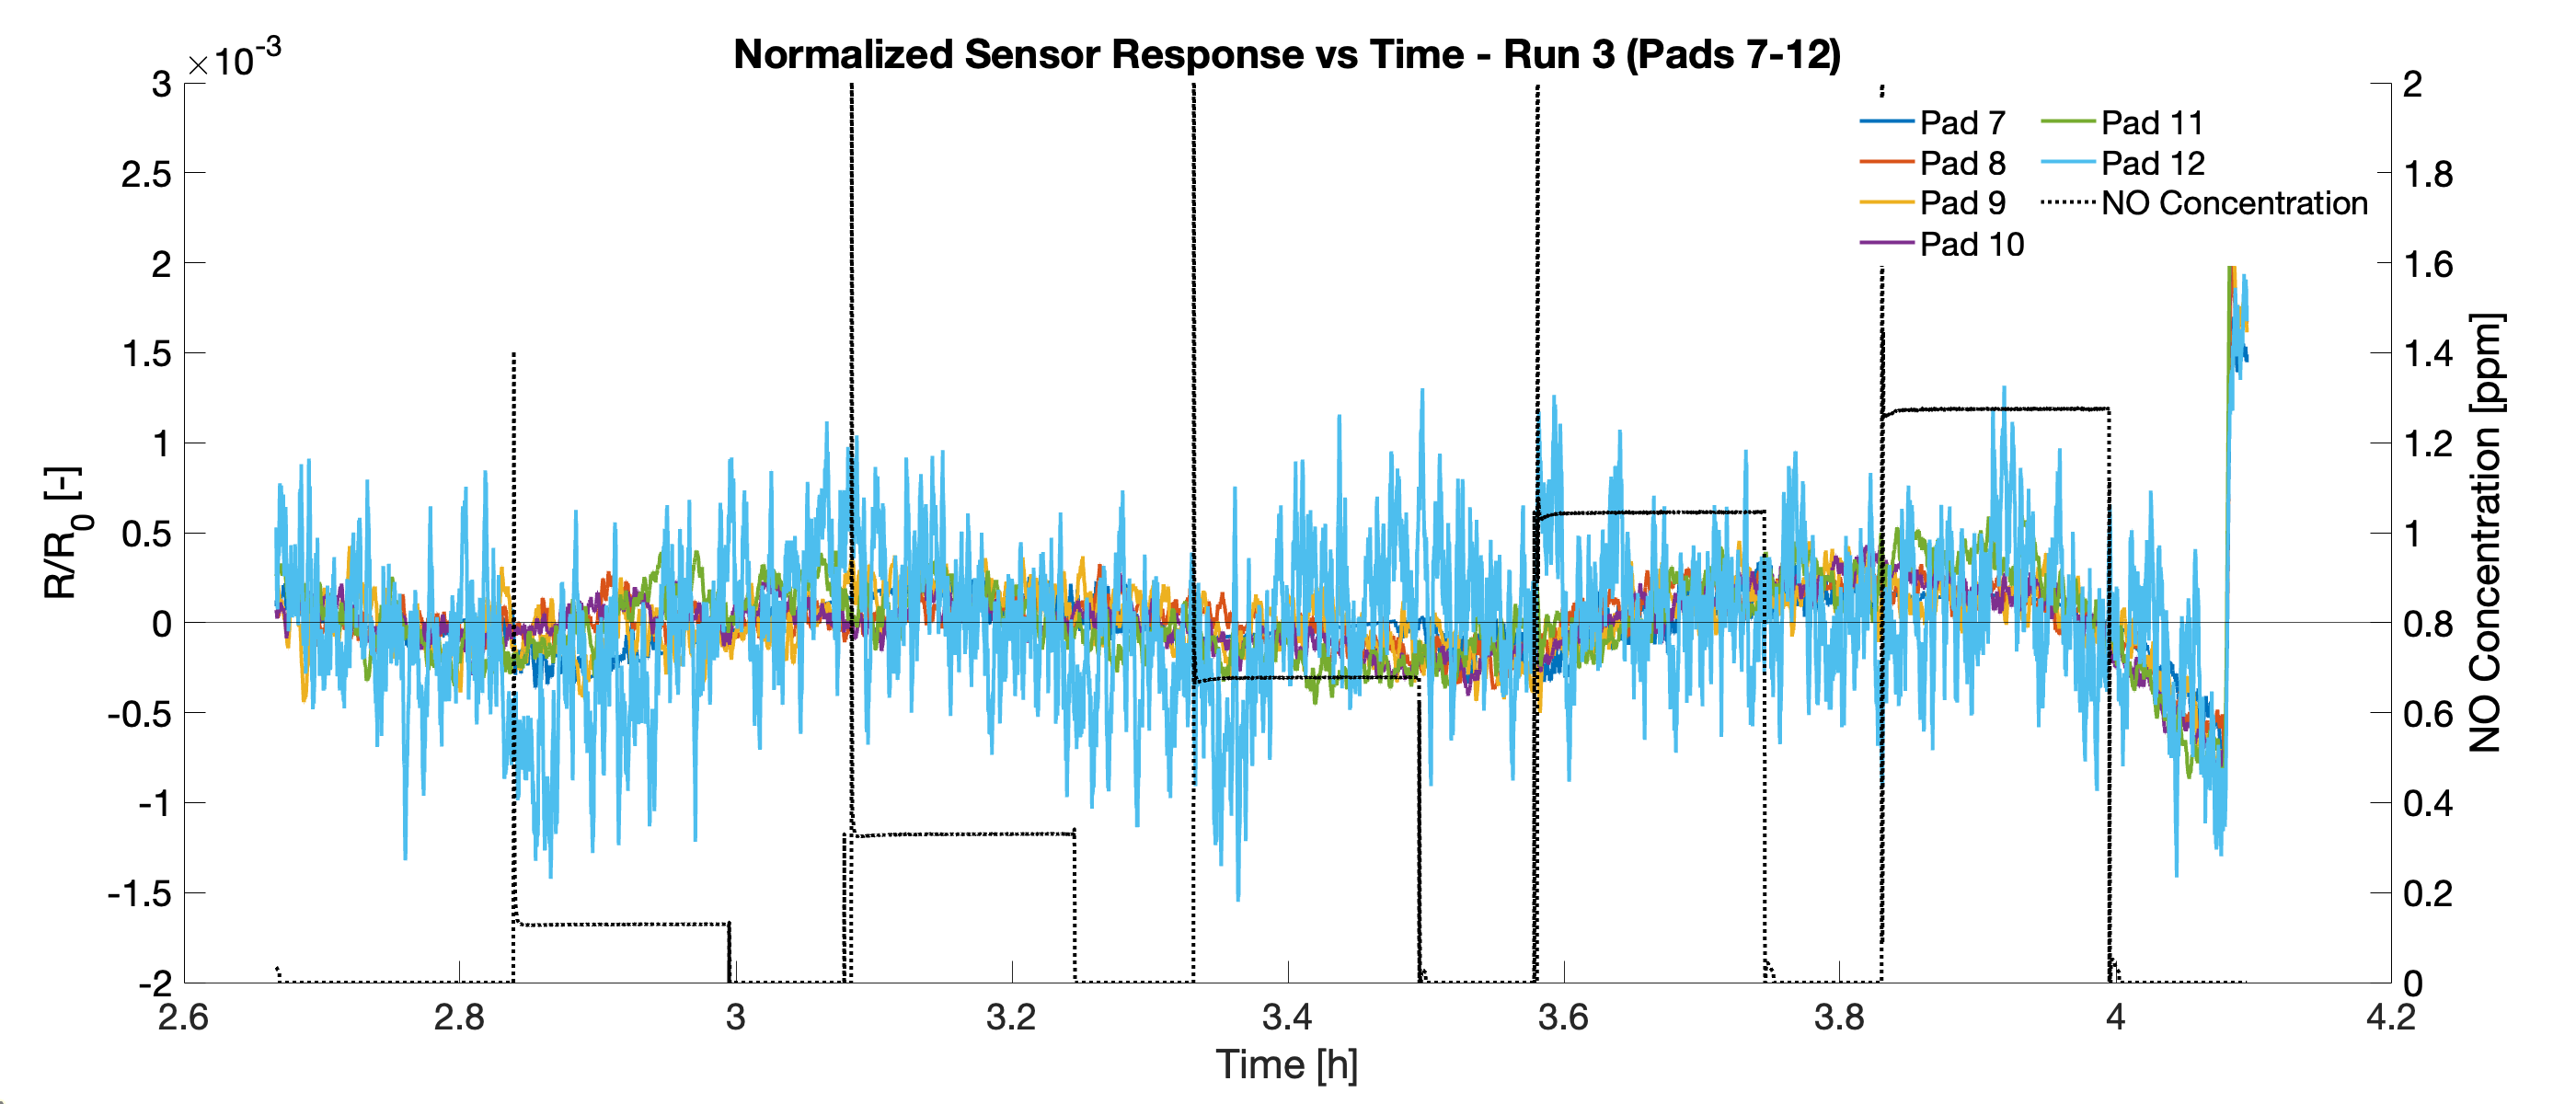 Normalized Sensor Response vs Time - Run 3 (Pads 7-12)
×10-3
3
2.5
2
1.5
1
0.5
0
-0.5
-1
-1.5
-2
R/R0 [-]
2
1.8
1.6
1.4
1.2
1
0.8
0.6
0.4
0.2
0
NO Concentration [ppm]
Pad 7
Pad 8
Pad 9
Pad 10
Pad 11
Pad 12
NO Concentration
2.6 2.8 3 3.2 3.4 3.6 3.8 4 4.2
Time [h]